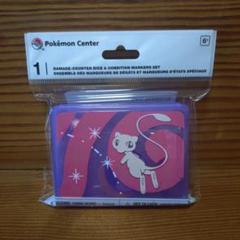 Pokémon Center
6+
1
DAMAGE-COUNTER DICE & CONDITION MARKERS SET
ENSEMBLE DES MARQUEURS DE DÉGÂTS ET MARQUEURS D'ÉTATS SPÉCIAUX